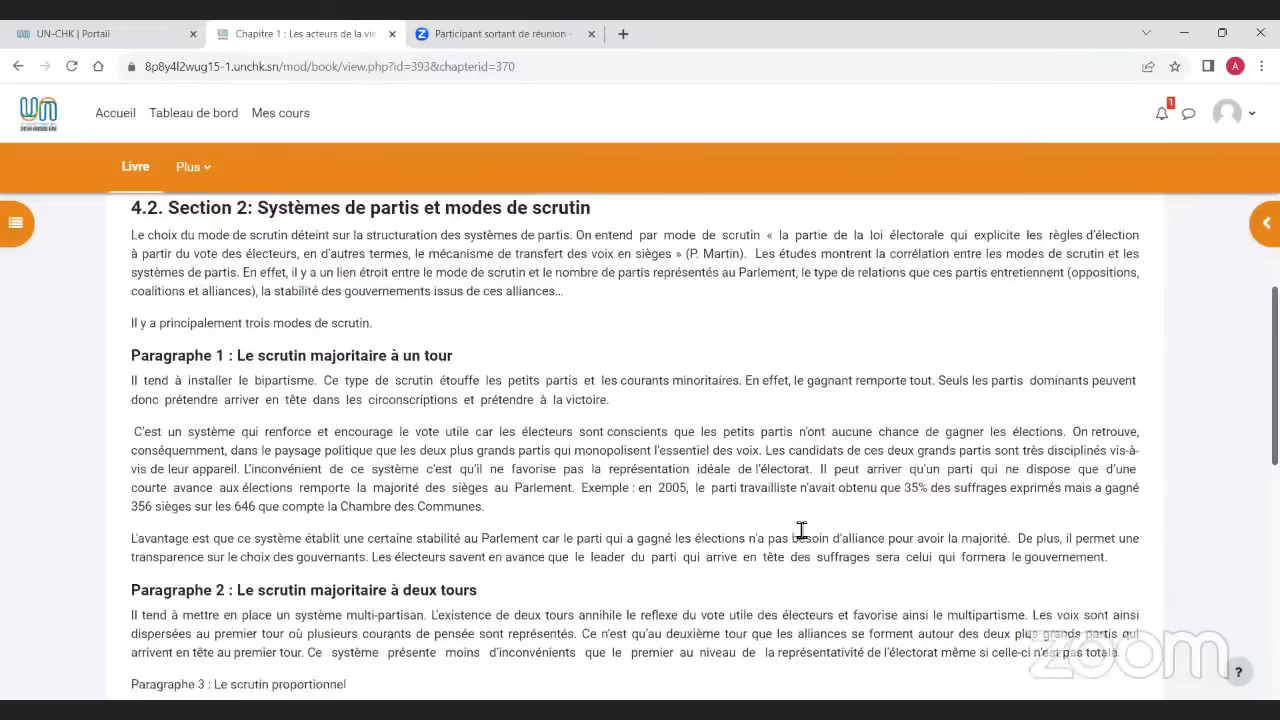 UN-CHK | Portail
Chapitre 1 : Les acteurs de la vie
Participant sortant de réunion -
8p8y4l2wug15-1.unchk.sn/mod/book/view.php?id=393&chapterid=370
A
Accueil Tableau de bord Mes cours
1
Livre Plus
4.2. Section 2: Systèmes de partis et modes de scrutin
Le choix du mode de scrutin déteint sur la structuration des systèmes de partis. On entend par mode de scrutin « la partie de la loi électorale qui explicite les règles d'élection
à partir du vote des électeurs, en d'autres termes, le mécanisme de transfert des voix en sièges » (P. Martin). Les études montrent la corrélation entre les modes de scrutin et les
systèmes de partis. En effet, il y a un lien étroit entre le mode de scrutin et le nombre de partis représentés au Parlement, le type de relations que ces partis entretiennent (oppositions,
coalitions et alliances), la stabilité des gouvernements issus de ces alliances...
Il y a principalement trois modes de scrutin.
Paragraphe 1 : Le scrutin majoritaire à un tour
Il tend à installer le bipartisme. Ce type de scrutin étouffe les petits partis et les courants minoritaires. En effet, le gagnant remporte tout. Seuls les partis dominants peuvent
donc prétendre arriver en tête dans les circonscriptions et prétendre à la victoire.
C'est un système qui renforce et encourage le vote utile car les électeurs sont conscients que les petits partis n'ont aucune chance de gagner les élections. On retrouve,
conséquemment, dans le paysage politique que les deux plus grands partis qui monopolisent l'essentiel des voix. Les candidats de ces deux grands partis sont très disciplinés vis-à-
vis de leur appareil. L'inconvénient de ce système c'est qu'il ne favorise pas la représentation idéale de l'électorat. Il peut arriver qu'un parti qui ne dispose que d'une
courte avance aux élections remporte la majorité des sièges au Parlement. Exemple : en 2005, le parti travailliste n'avait obtenu que 35% des suffrages exprimés mais a gagné
356 sièges sur les 646 que compte la Chambre des Communes.
L'avantage est que ce système établit une certaine stabilité au Parlement car le parti qui a gagné les élections n'a pas besoin d'alliance pour avoir la majorité. De plus, il permet une
transparence sur le choix des gouvernants. Les électeurs savent en avance que le leader du parti qui arrive en tête des suffrages sera celui qui formera le gouvernement.
Paragraphe 2 : Le scrutin majoritaire à deux tours
Il tend à mettre en place un système multi-partisan. L'existence de deux tours annihile le reflexe du vote utile des électeurs et favorise ainsi le multipartisme. Les voix sont ainsi
dispersées au premier tour où plusieurs courants de pensée sont représentés. Ce n'est qu'au deuxième tour que les alliances se forment autour des deux plus grands partis qui
arrivent en tête au premier tour. Ce système présente moins d'inconvénients que le premier au niveau de la représentativité de l'électorat même si celle-ci n'est pas totale.
zoom
?
Paragraphe 3 : Le scrutin proportionnel